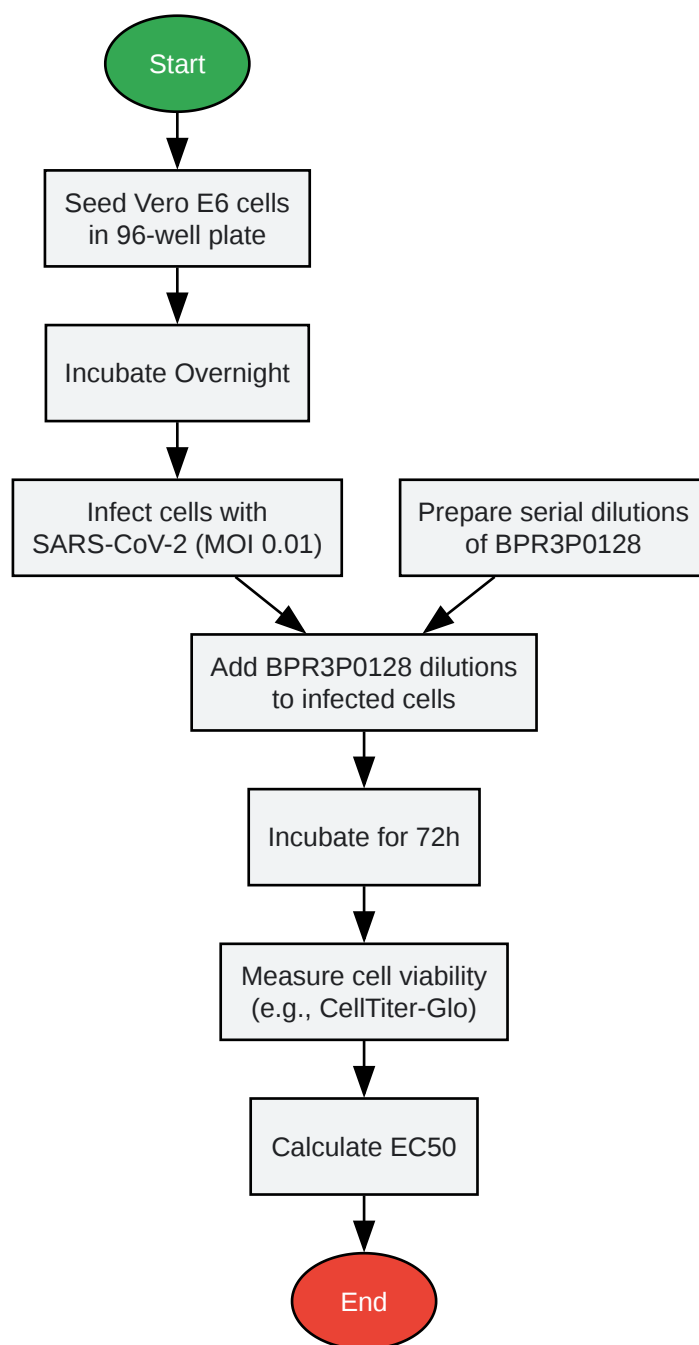 Start
Seed Vero E6 cells
in 96-well plate
Incubate Overnight
Infect cells with
SARS-CoV-2 (MOI 0.01)
Prepare serial dilutions
of BPR3P0128
Add BPR3P0128 dilutions
to infected cells
Incubate for 72h
Measure cell viability
(e.g., CellTiter-Glo)
Calculate EC50
End